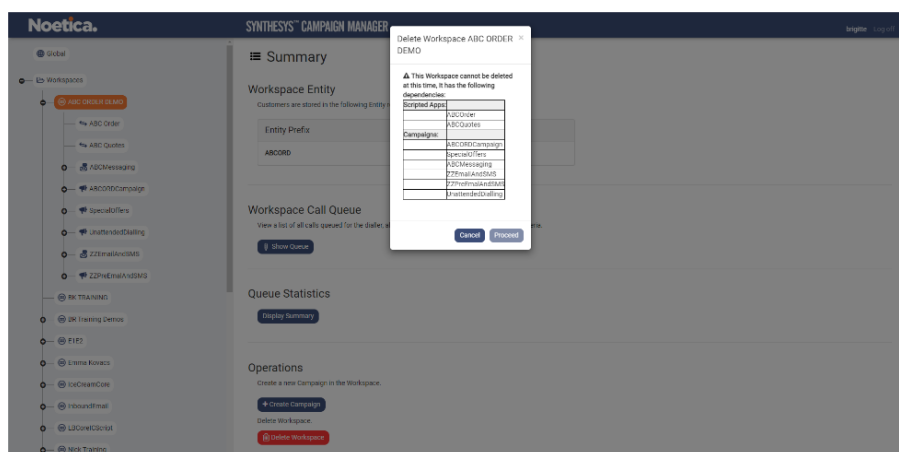 Noetica.
SYNTHESYS™ CAMPAIGN MANAGER
brigitte Log off
Global
Workspaces
ABC ORDER DEMO
ABC Order
ABC Quotes
ABCMessaging
ABCORDCampaign
SpecialOffers
UnattendedDialling
ZZEmailAndSMS
ZZPreEmailAndSMS
RK TRAINING
BR Training Demos
E1E2
Emma Kovacs
IceCreamCore
InboundEmail
Nick Training
Summary
Workspace Entity
Customers are stored in the following Entity
Entity Prefix
ABCORD
Workspace Call Queue
View a list of all calls queued for the dialler,
Show Queue
Queue Statistics
Display Summary
Operations
Create a new Campaign in the Workspace.
+ Create Campaign
Delete Workspace.
Delete Workspace
Delete Workspace ABC ORDER DEMO ×
This Workspace cannot be deleted
at this time, It has the following
dependencies:
Scripted Apps:
ABCOrder
ABCQuotes
Campaigns:
ABCORDCampaign
SpecialOffers
ABCMessaging
ZZEmailAndSMS
ZZPreEmailAndSMS
UnattendedDialling
Cancel Proceed